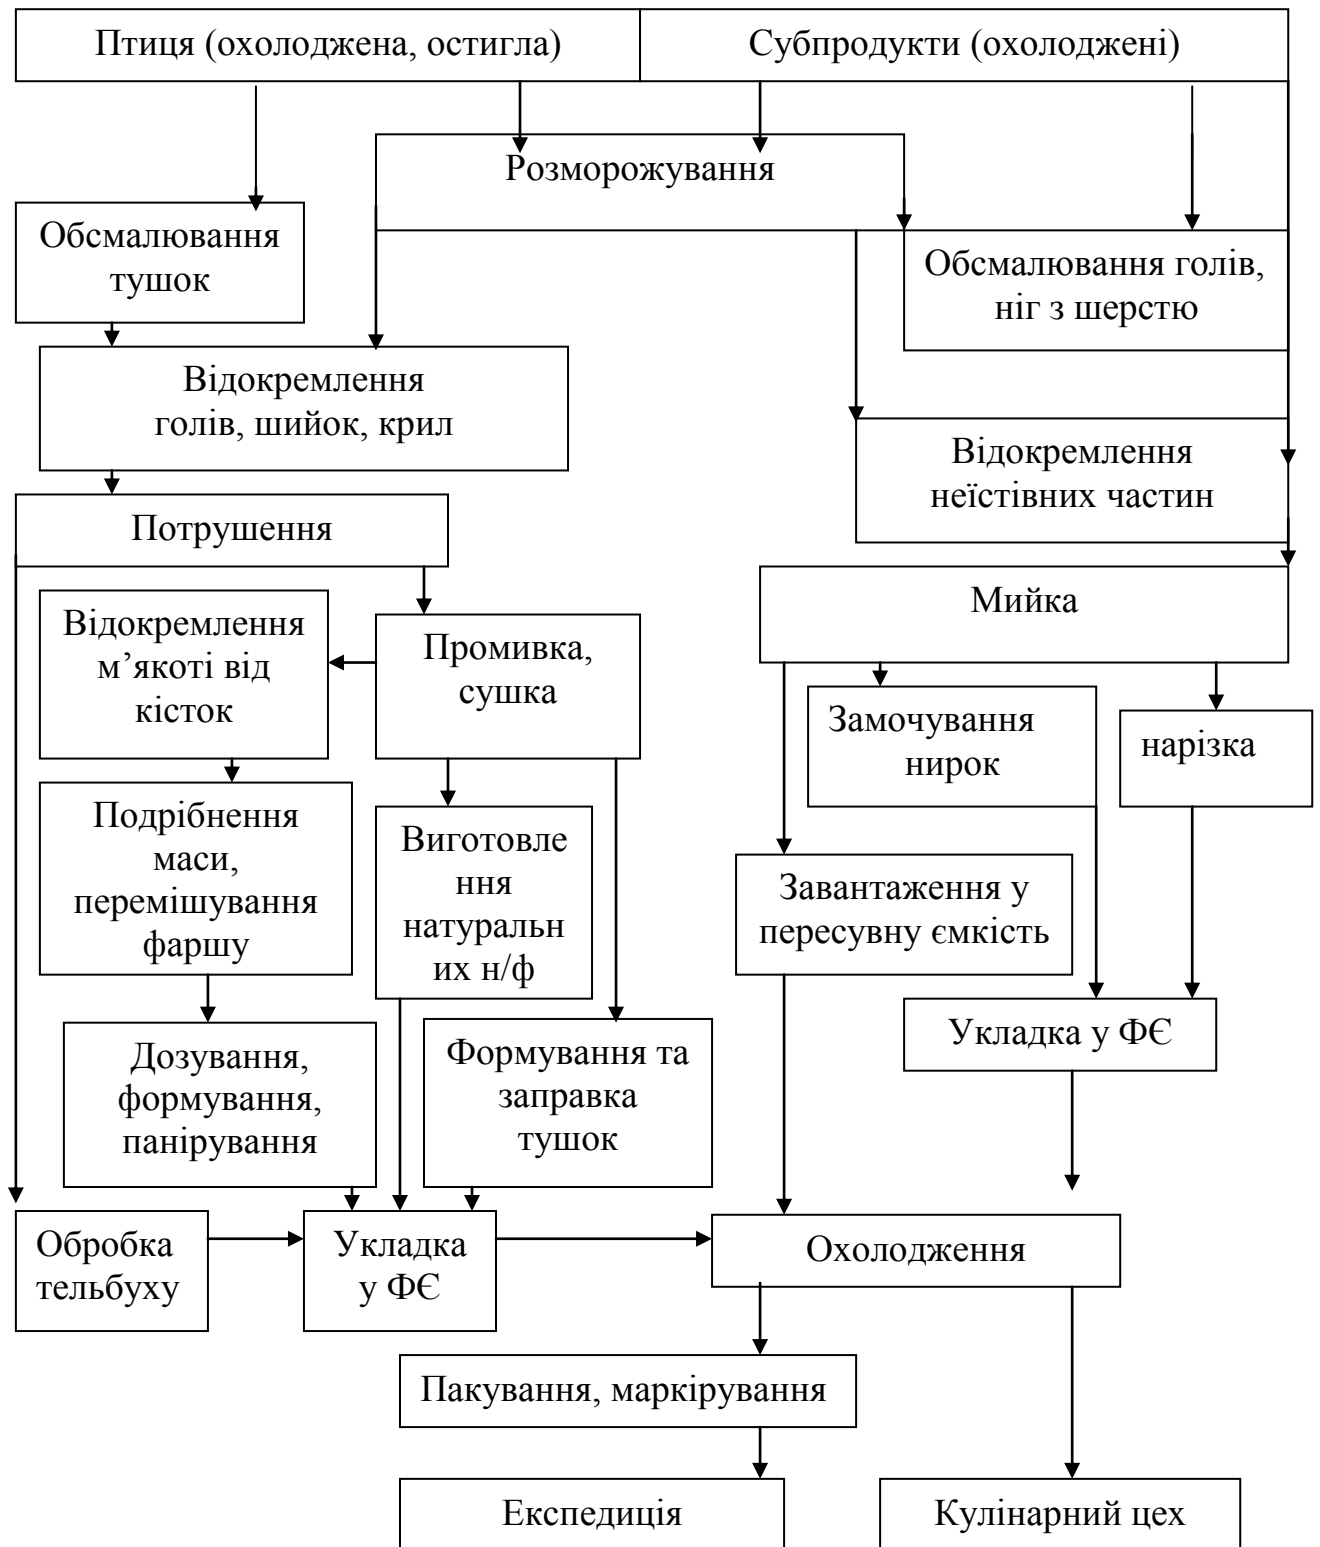 Птиця (охолоджена, остигла)
Субпродукти (охолоджені)
Розморожування
Обсмалювання
тушок
Обсмалювання голів,
ніг з шерстю
Відокремлення
голів, шийок, крил
Відокремлення
неїстівних частин
Потрушення
Мийка
Відокремлення
м’якоті від
кісток
Промивка,
сушка
Замочування
нирок
нарізка
Подрібнення
маси,
перемішування
фаршу
Виготовле
ння
натуральн
их н/ф
Завантаження у
пересувну ємкість
Укладка у ФЄ
Дозування,
формування,
панірування
Формування та
заправка
тушок
Обробка
тельбуху
Укладка
у ФЄ
Охолодження
Пакування, маркірування
Експедиція
Кулінарний цех